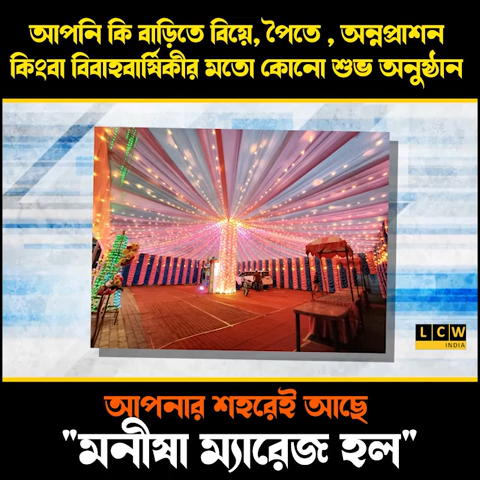 আপনি কি বাড়িতে বিয়ে, পৈতে , অন্নপ্রাশন
কিংবা বিবাহবার্ষিকীর মতো কোনো শুভ অনুষ্ঠান
LCW
INDIA
আপনার শহরেই আছে
"মনীষা ম্যারেজ হল"